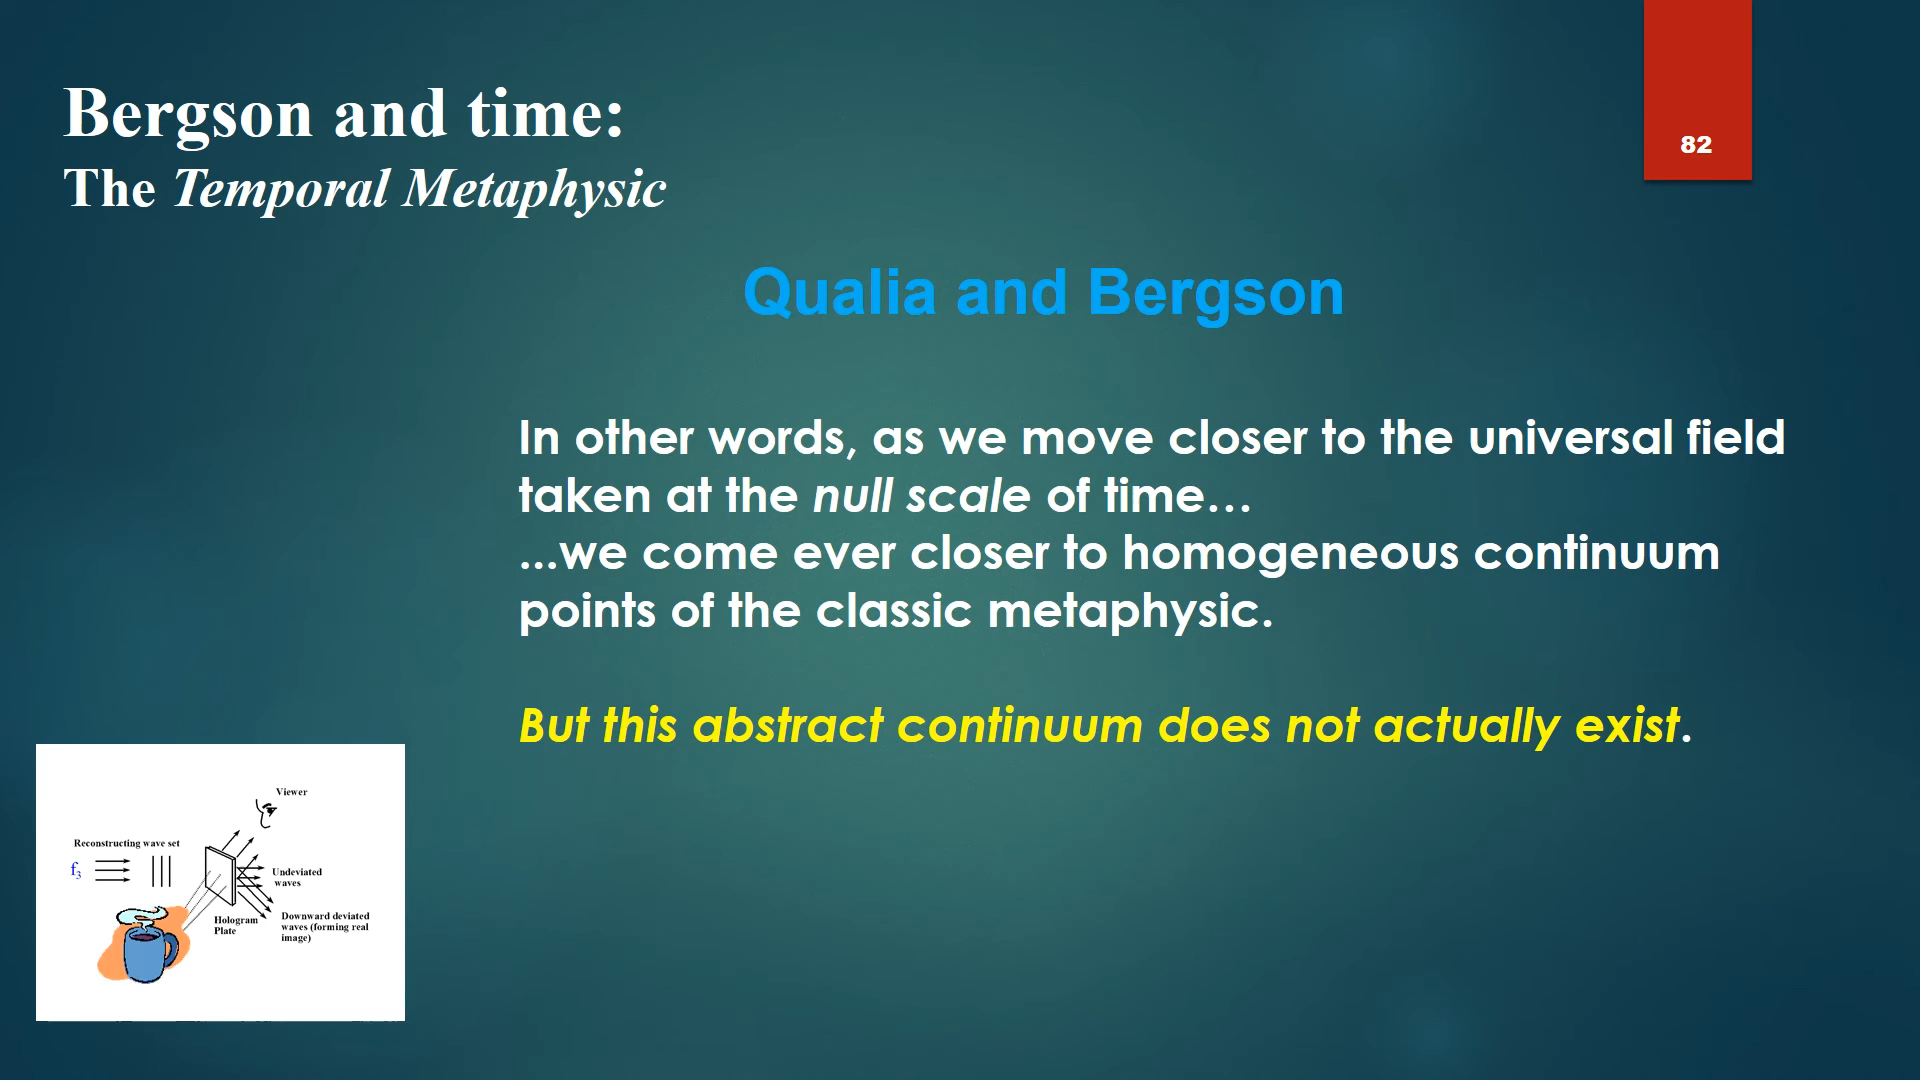 Bergson and time:
The Temporal Metaphysic
82
Qualia and Bergson
In other words, as we move closer to the universal field
taken at the null scale of time…
...we come ever closer to homogeneous continuum
points of the classic metaphysic.
But this abstract continuum does not actually exist.
Viewer
Reconstructing wave set
f3
Undeviated
waves
Hologram
Plate
Downward deviated
waves (forming real
image)